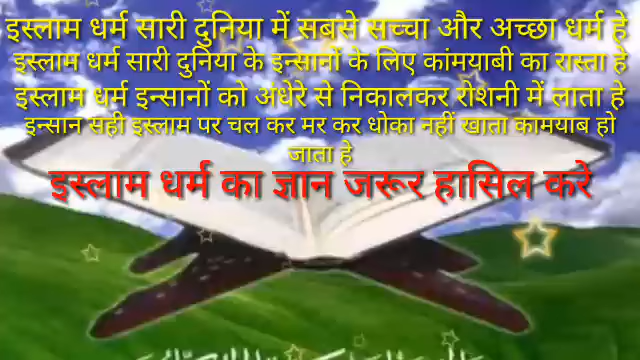 इस्लाम धर्म सारी दुनिया में सबसे सच्चा और अच्छा धर्म हे
इस्लाम धर्म सारी दुनिया के इन्सानों के लिए कांमयाबी का रास्ता हे
इस्लाम धर्म इन्सानों को अंधेरे से निकालकर रोशनी में लाता हे
इन्सान सही इस्लाम पर चल कर मर कर धोका नहीं खाता कामयाब हो
जाता हे
इस्लाम धर्म का ज्ञान जरूर हासिल करे